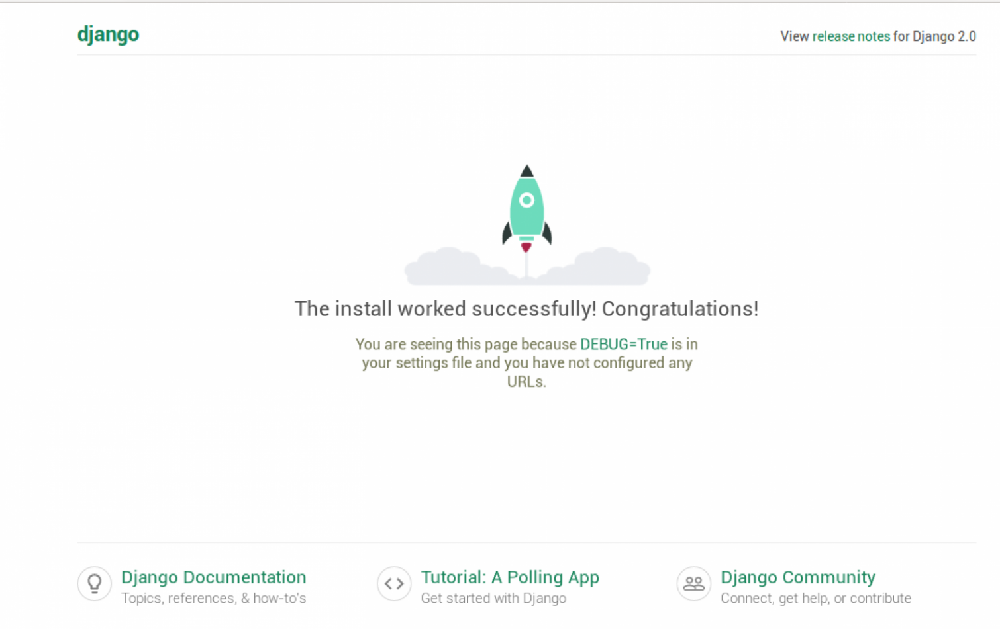 django
View release notes for Django 2.0
The install worked successfully! Congratulations!
You are seeing this page because DEBUG=True is in
your settings file and you have not configured any
URLs.
Django Documentation
Topics, references, & how-to's
Tutorial: A Polling App
Get started with Django
Django Community
Connect, get help, or contribute